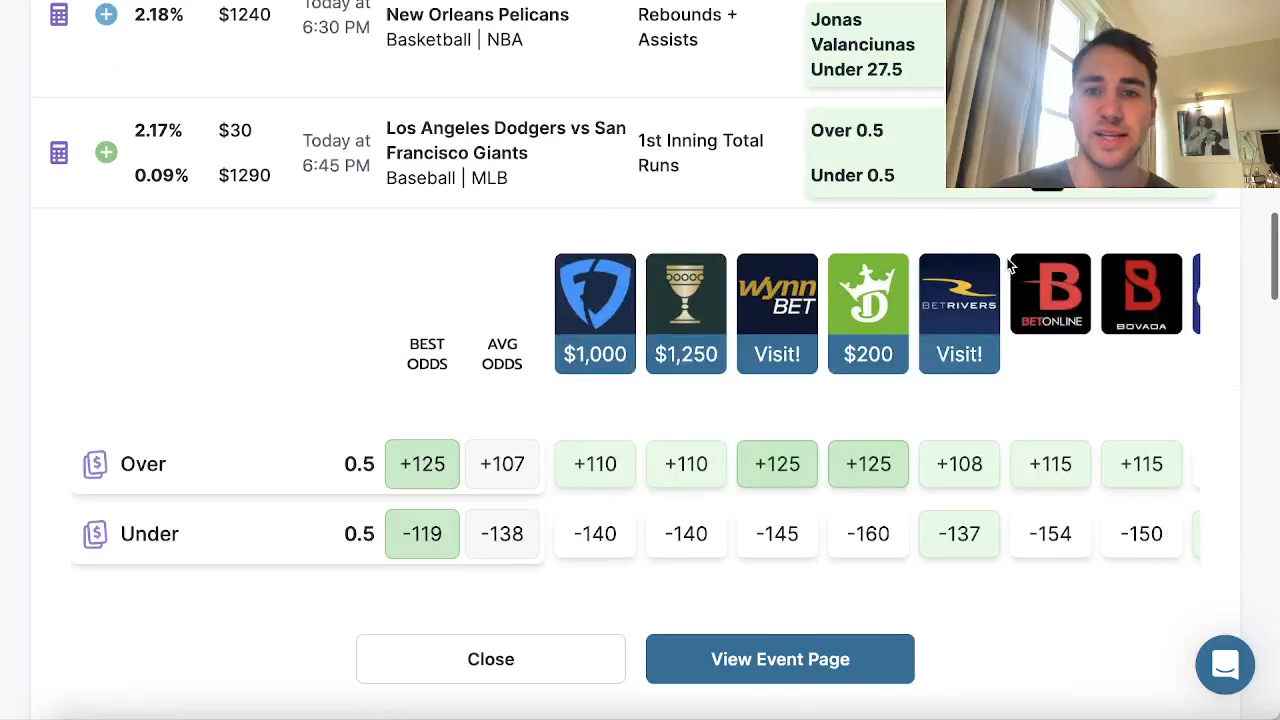 2.18% $1240 Today at New Orleans Pelicans Rebounds + Jonas
6:30 PM Basketball | NBA Assists Valanciunas
Under 27.5
2.17% $30 Today at Los Angeles Dodgers vs San 1st Inning Total Over 0.5
0.09% $1290 6:45 PM Francisco Giants Runs Under 0.5
Baseball | MLB
Wynn BET BETRIVERS B BETONLINE B BOVADA
BEST ODDS AVG ODDS $1,000 $1,250 Visit! $200 Visit!
Over 0.5 +125 +107 +110 +110 +125 +125 +108 +115 +115
Under 0.5 -119 -138 -140 -140 -145 -160 -137 -154 -150
Close View Event Page